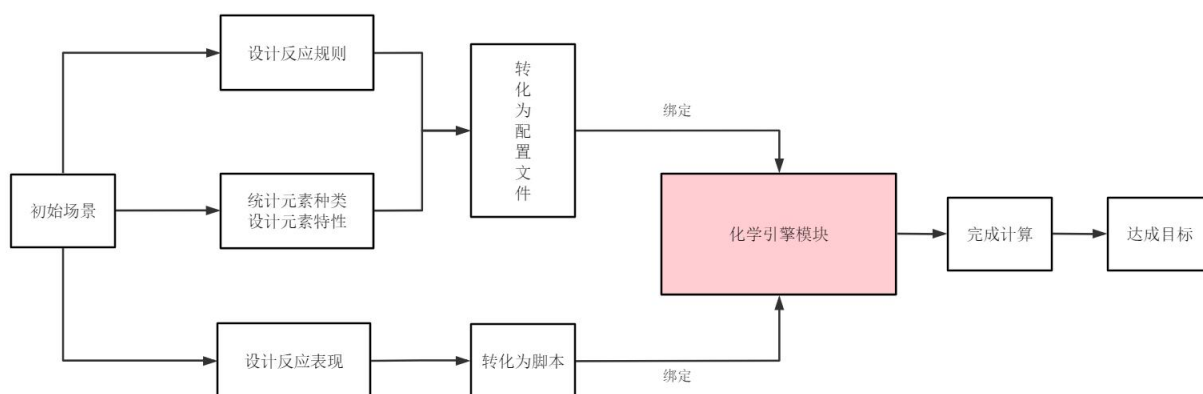 设计反应规则
转
化
为
配
置
文
件
绑定
初始场景
统计元素种类
设计元素特性
化学引擎模块
完成计算
达成目标
设计反应表现
转化为脚本
绑定